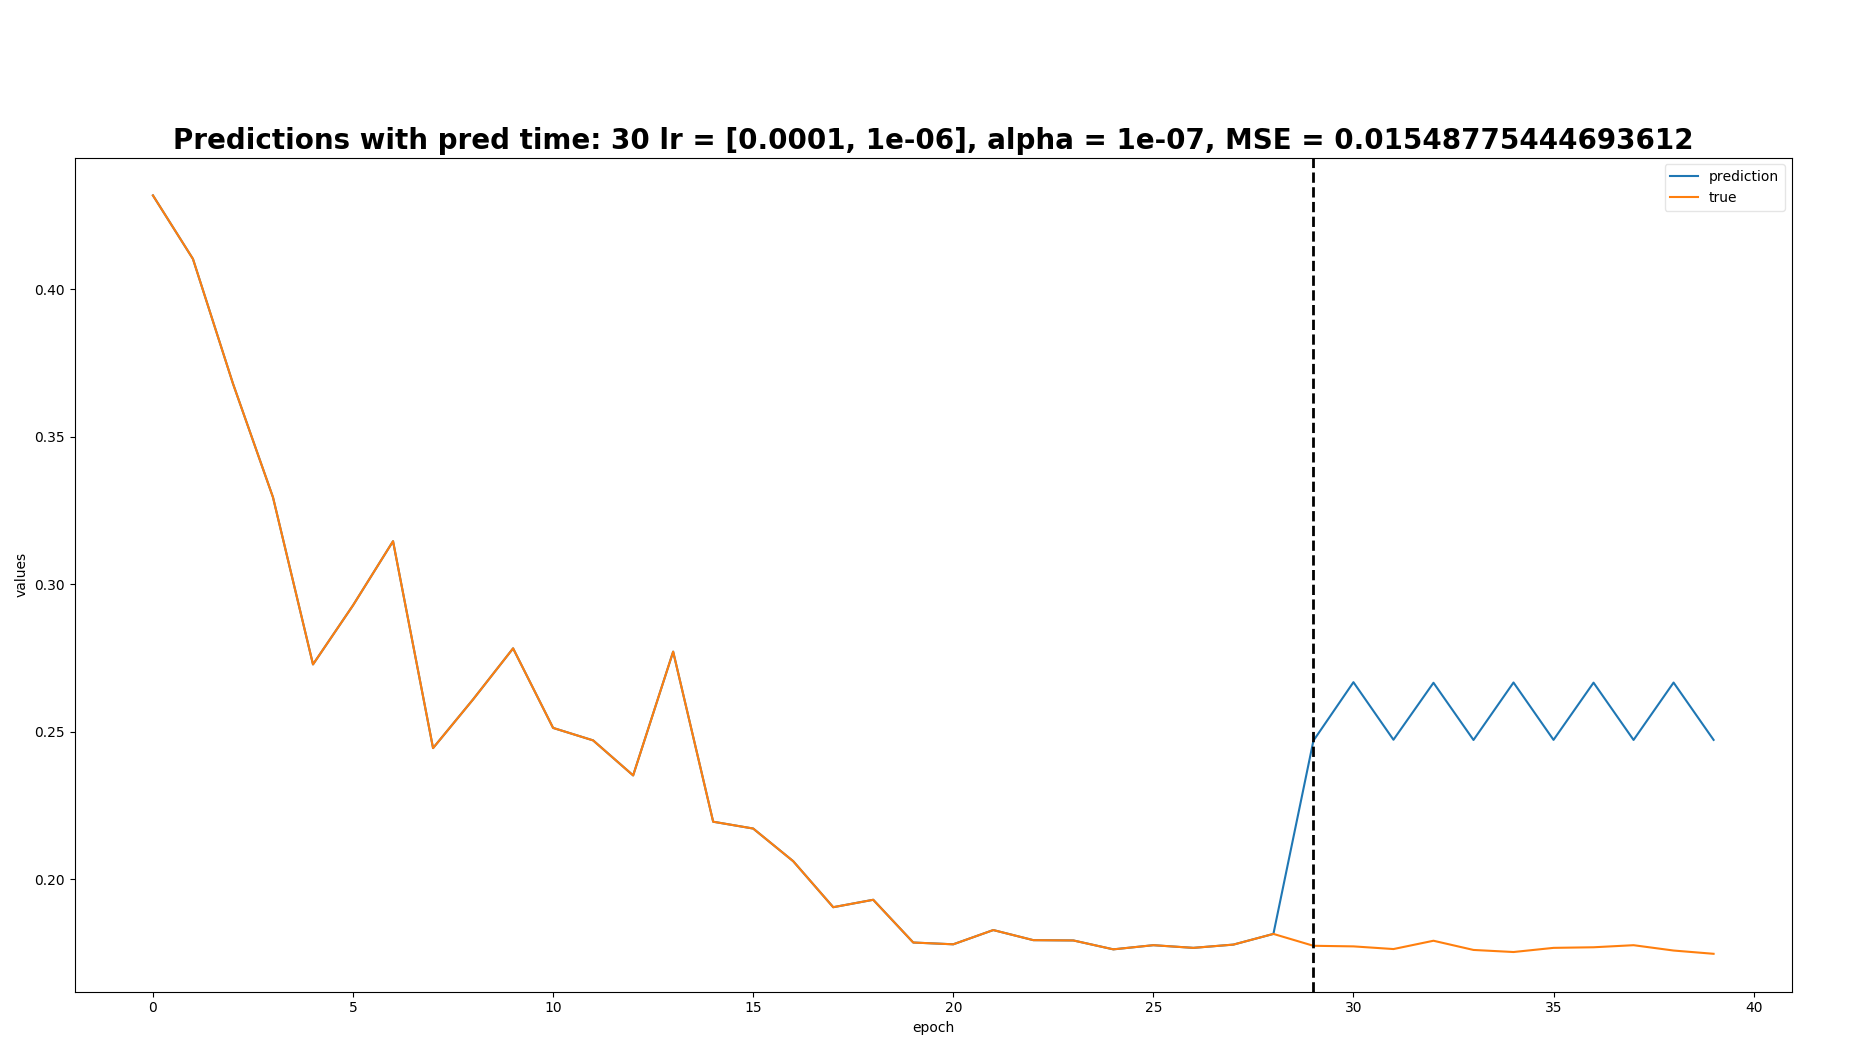 Predictions with pred time: 30 lr = [0.0001, 1e-06], alpha = 1e-07, MSE = 0.01548775444693612
prediction
true
0.40
0.35
0.30
0.25
0.20
values
0 5 10 15 20 25 30 35 40
epoch